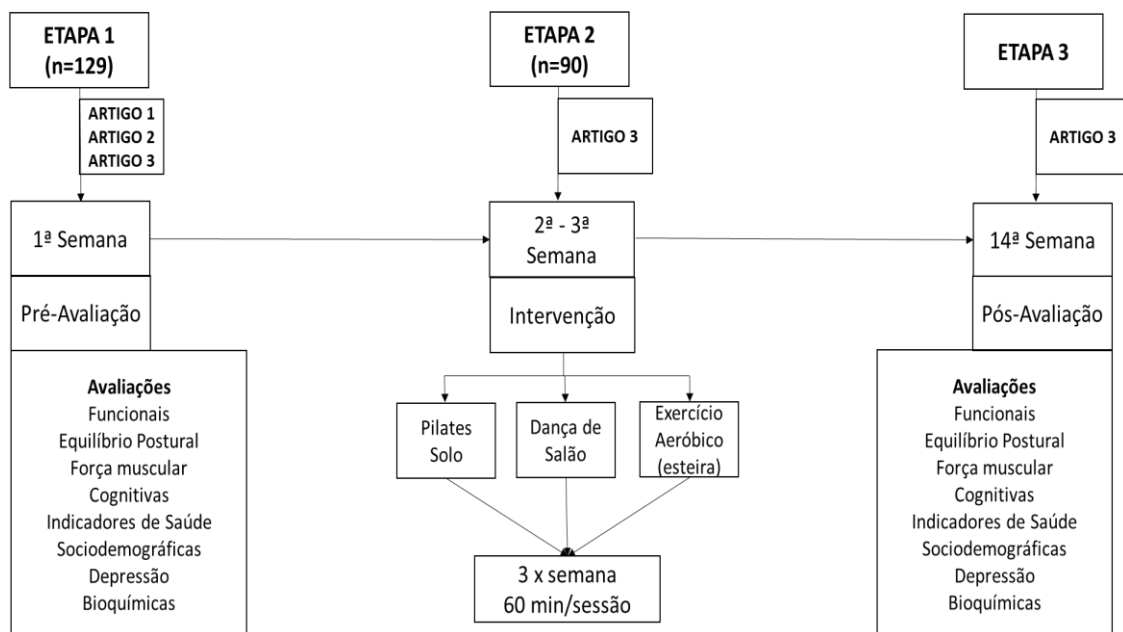 ETAPA 1
(n=129)
ARTIGO 1
ARTIGO 2
ARTIGO 3
1ª Semana
Pré-Avaliação
Avaliações
Funcionais
Equilíbrio Postural
Força muscular
Cognitivas
Indicadores de Saúde
Sociodemográficas
Depressão
Bioquímicas
ETAPA 2
(n=90)
ARTIGO 3
2ª - 3ª
Semana
Intervenção
Pilates
Solo
Dança de
Salão
Exercício
Aeróbico
(esteira)
3 x semana
60 min/sessão
ETAPA 3
ARTIGO 3
14ª Semana
Pós-Avaliação
Avaliações
Funcionais
Equilíbrio Postural
Força muscular
Cognitivas
Indicadores de Saúde
Sociodemográficas
Depressão
Bioquímicas